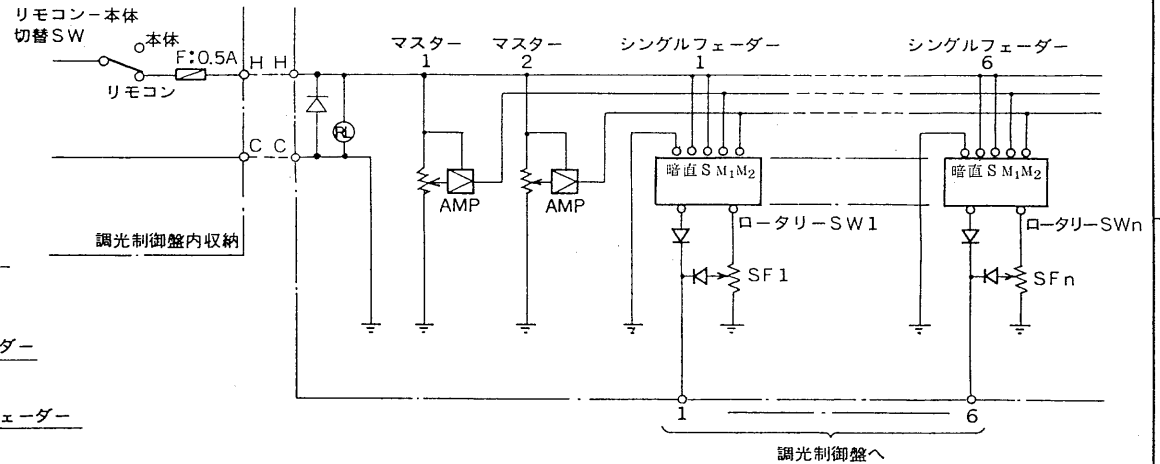 リモコンー本体
切替SW
本体
F:0.5A
リモコン
H H
C C
RL
調光制御盤内収納
マスター
1
マスター
2
シングルフェーダー
1
シングルフェーダー
6
AMP
AMP
暗直S M₁M₂
暗直S M₁M₂
ロータリーSW1
ロータリーSWn
SF1
SFn
ダー
ェーダー
1
6
調光制御盤へ